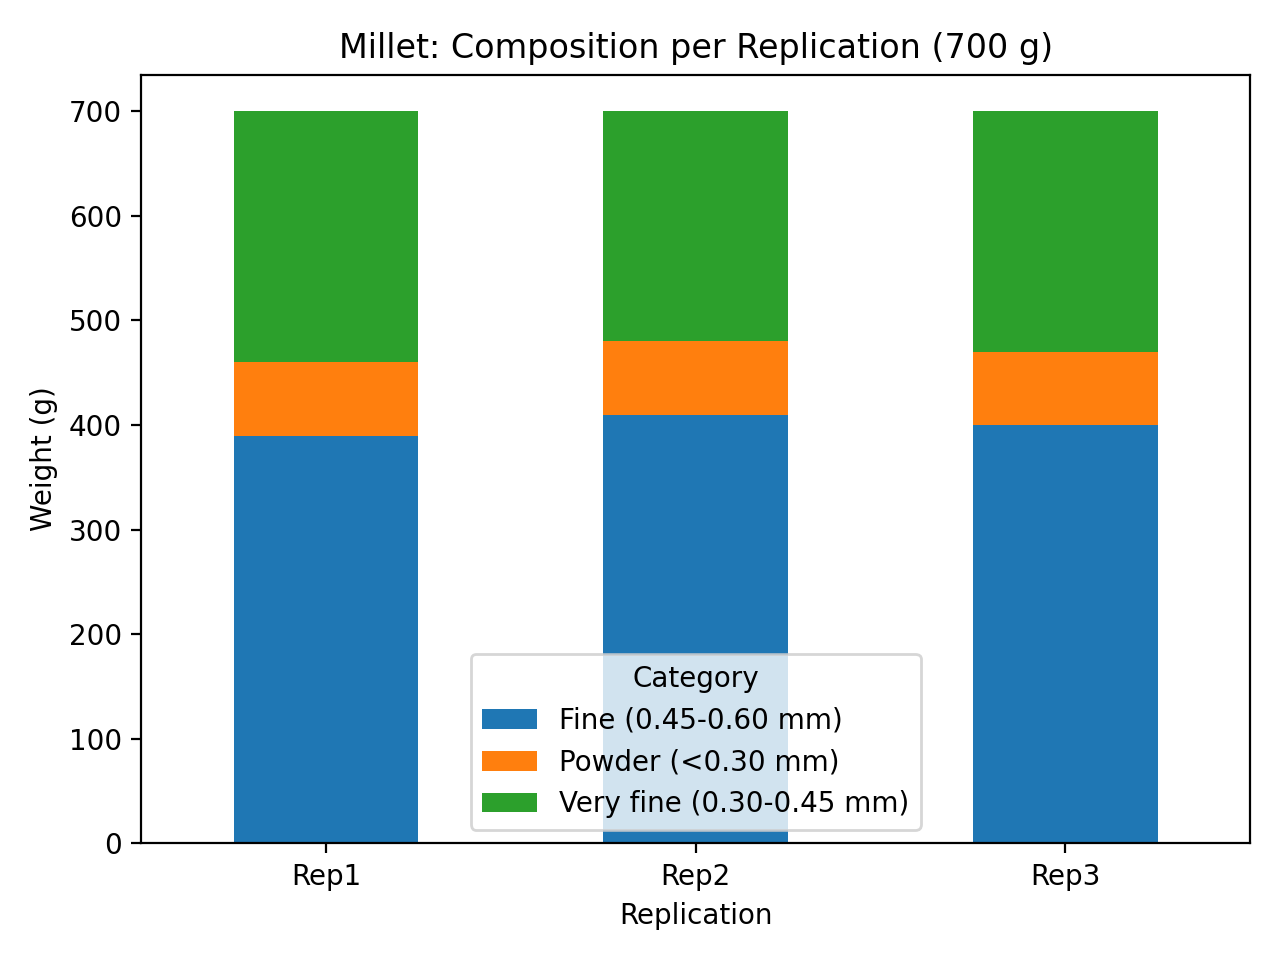 Millet: Composition per Replication (700 g)
700
600
500
400
300
200
100
0
Weight (g)
Category
Fine (0.45-0.60 mm)
Powder (<0.30 mm)
Very fine (0.30-0.45 mm)
Rep1 Rep2 Rep3
Replication